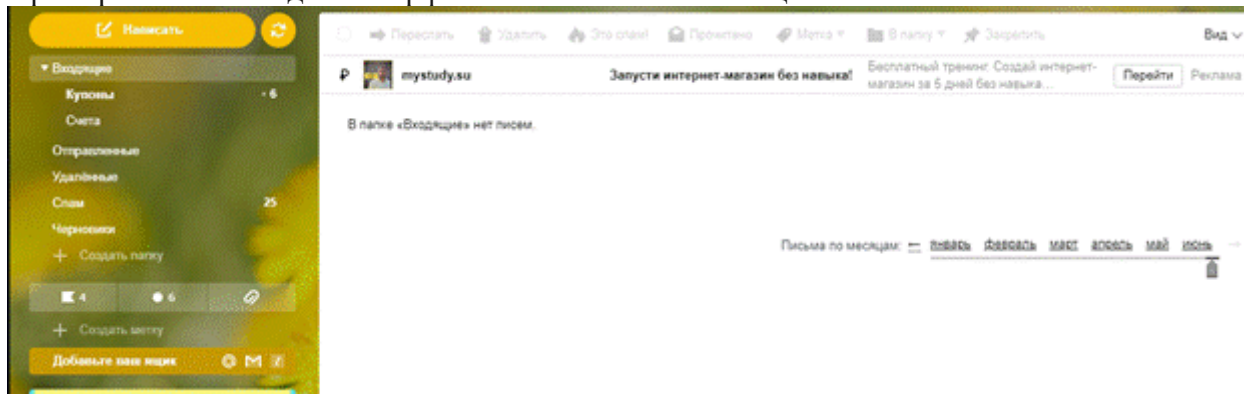 Написать
Переслать Удалить Это спам! Прочитано Метка В папку Закрепить Вид
Входящие
Купоны 6
Счета
Отправленные
Удалённые
Спам 25
Черновики
+ Создать папку
4 6
+ Создать метку
Добавьте ваш ящик
₽ mystudy.su Запусти интернет-магазин без навыка! Бесплатный тренинг. Создай интернет-
магазин за 5 дней без навыка... Перейти Реклама
В папке «Входящие» нет писем.
Письма по месяцам: ← январь февраль март апрель май июнь →